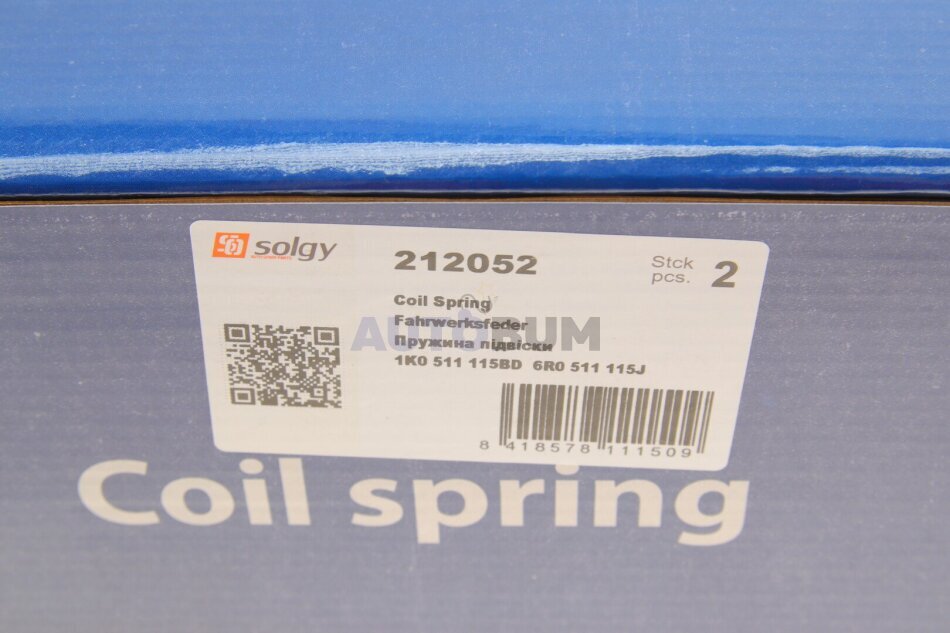 solgy
212052
Stck
pcs. 2
Coil Spring
Fahrwerksfeder
AUTOBUM
Пружина підвіски
1K0 511 115BD 6R0 511 115J
8 418578 111509
Coil spring